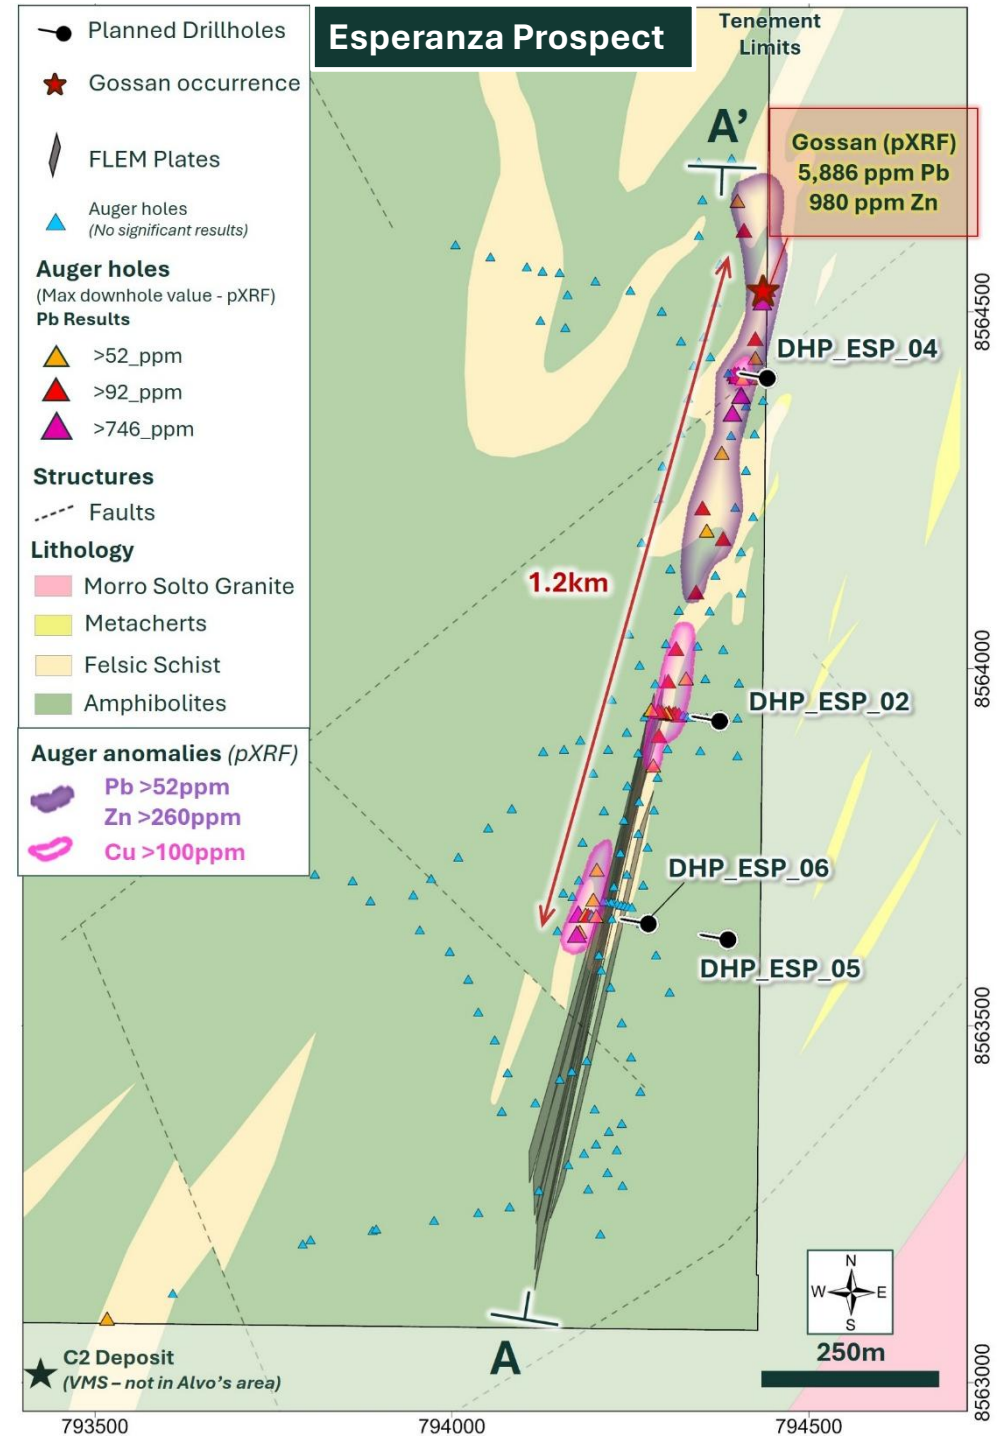 Esperanza Prospect
Planned Drillholes
Gossan occurrence
FLEM Plates
Auger holes
(No significant results)
Auger holes
(Max downhole value - pXRF)
Pb Results
>52_ppm
>92_ppm
>746_ppm
Structures
Faults
Lithology
Morro Solto Granite
Metacherts
Felsic Schist
Amphibolites
Auger anomalies (pXRF)
Pb >52ppm
Zn >260ppm
Cu >100ppm
Tenement
Limits
A’
Gossan (pXRF)
5,886 ppm Pb
980 ppm Zn
DHP_ESP_04
1.2km
DHP_ESP_02
DHP_ESP_06
DHP_ESP_05
A
C2 Deposit
(VMS – not in Alvo’s area)
N
W
E
S
250m
8564500
8564000
8563500
8563000
793500
794000
794500